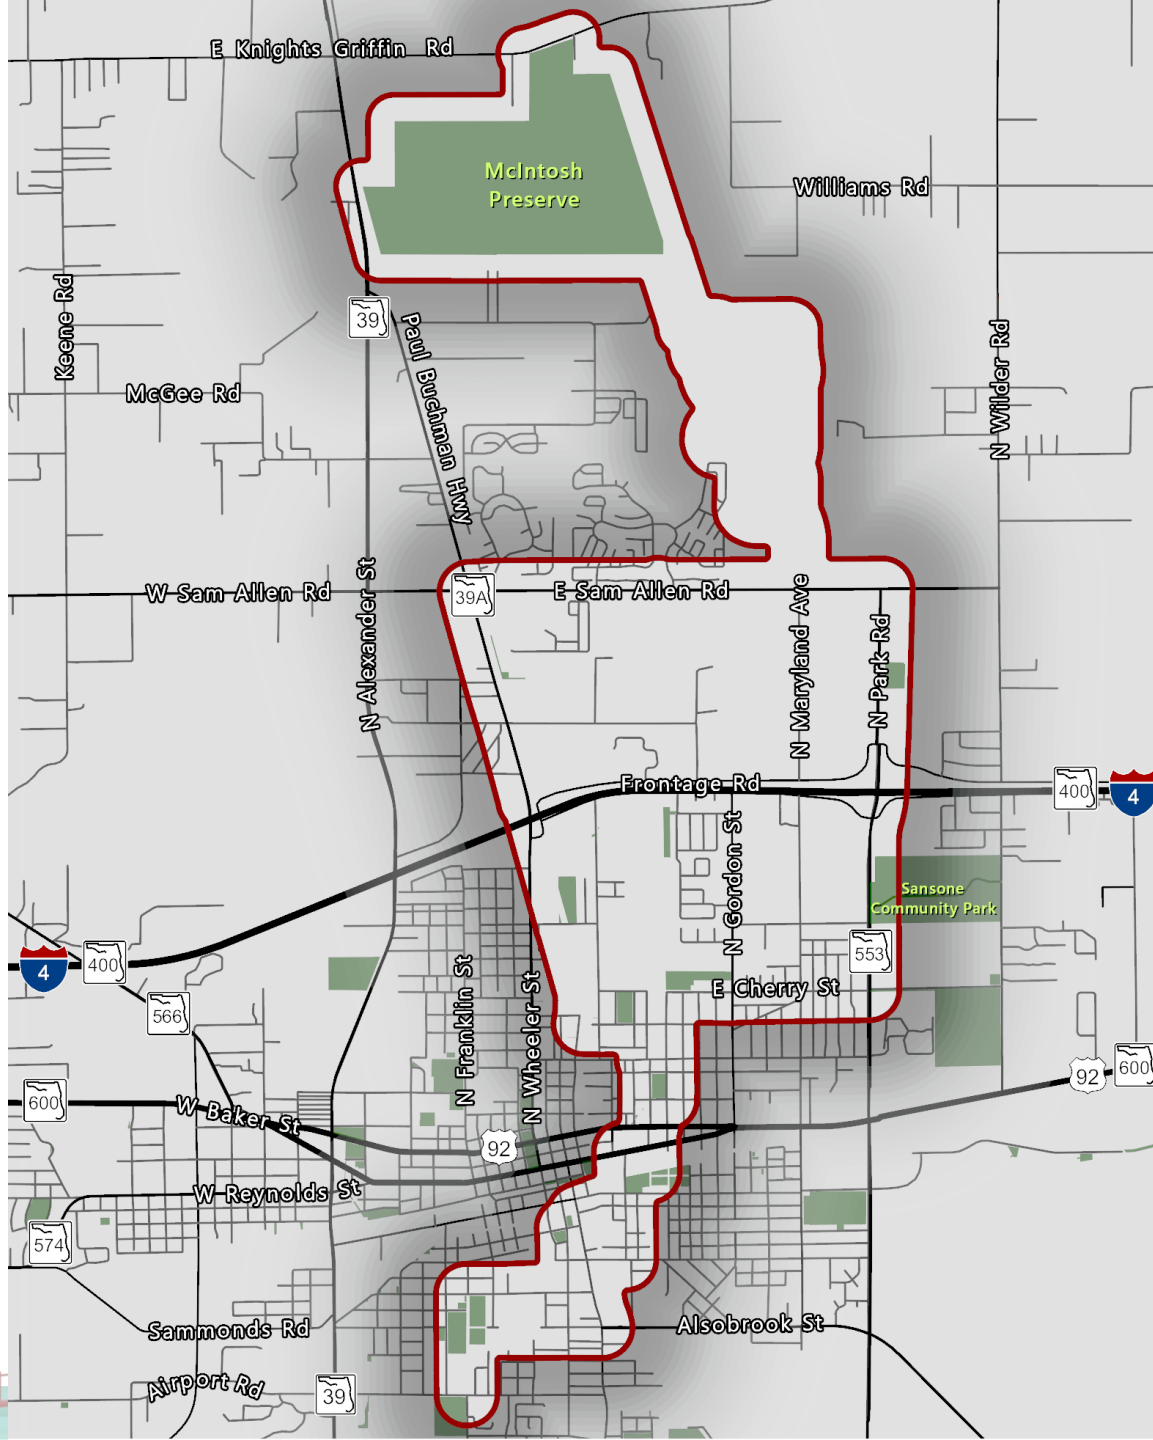 E Knights Griffin Rd
McIntosh
Preserve
Williams Rd
Keene Rd
39
Paul Buchman Hwy
N Wilder Rd
McGee Rd
W Sam Allen Rd
39A
E Sam Allen Rd
N Alexander St
N Maryland Ave
N Park Rd
Frontage Rd
400
4
N Gordon St
Sansone
Community Park
553
4
400
566
N Franklin St
N Wheeler St
E Cherry St
600
W Baker St
92
92
600
W Reynolds St
574
Sammonds Rd
Alsobrook St
Airport Rd
39